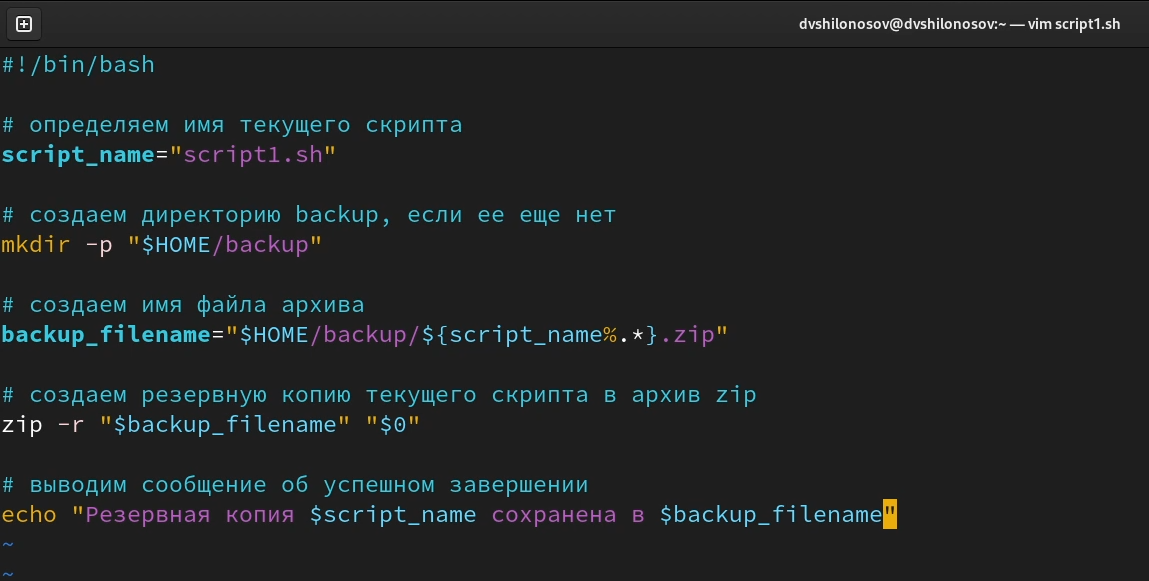 dvshilonosov@dvshilonosov:~ — vim script1.sh
#!/bin/bash
# определяем имя текущего скрипта
script_name="script1.sh"
# создаем директорию backup, если ее еще нет
mkdir -p "$HOME/backup"
# создаем имя файла архива
backup_filename="$HOME/backup/${script_name%.*}.zip"
# создаем резервную копию текущего скрипта в архив zip
zip -r "$backup_filename" "$0"
# выводим сообщение об успешном завершении
echo "Резервная копия $script_name сохранена в $backup_filename"
~
~